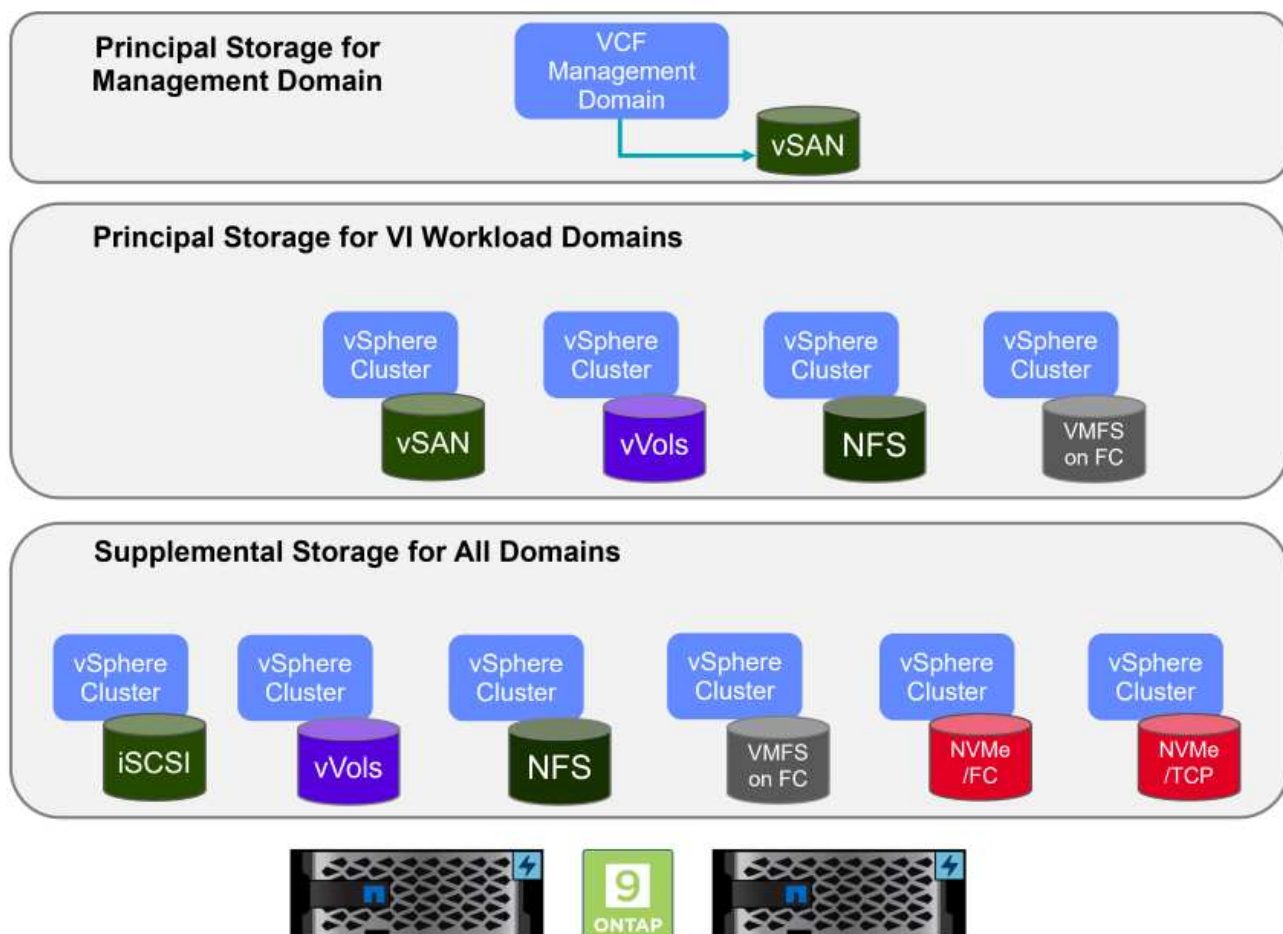 Principal Storage for
Management Domain
VCF
Management
Domain
vSAN
Principal Storage for VI Workload Domains
vSphere
Cluster
vSAN
vSphere
Cluster
vVols
vSphere
Cluster
NFS
vSphere
Cluster
VMFS
on FC
Supplemental Storage for All Domains
vSphere
Cluster
iSCSI
vSphere
Cluster
vVols
vSphere
Cluster
NFS
vSphere
Cluster
VMFS
on FC
vSphere
Cluster
NVMe
/FC
vSphere
Cluster
NVMe
/TCP
9
ONTAP